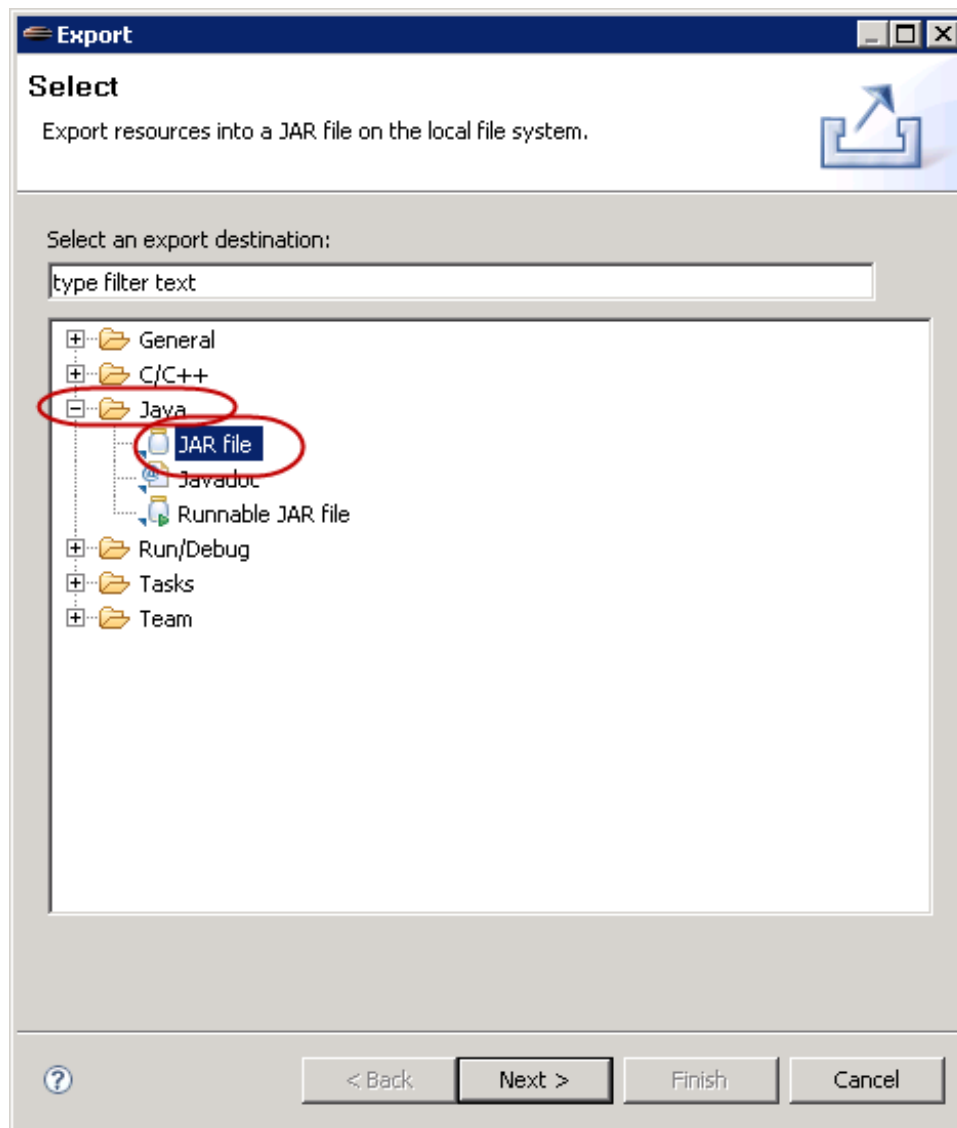 Export
Select
Export resources into a JAR file on the local file system.
Select an export destination:
type filter text
General
C/C++
Java
JAR file
Javadoc
Runnable JAR file
Run/Debug
Tasks
Team
< Back Next > Finish Cancel